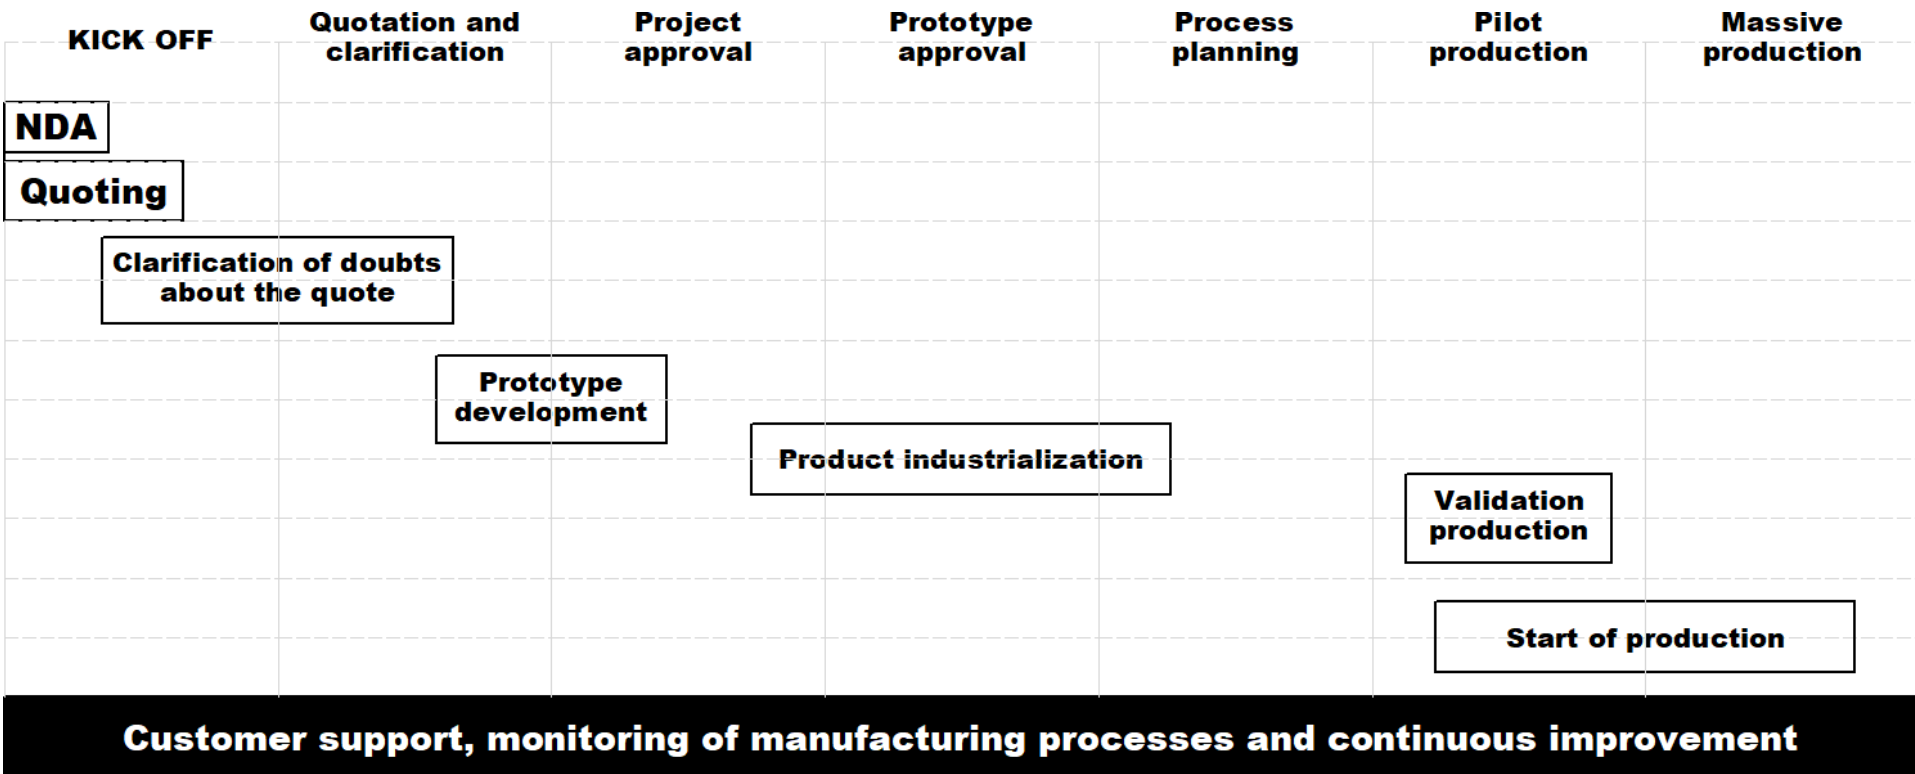 KICK OFF
Quotation and
clarification
Project
approval
Prototype
approval
Process
planning
Pilot
production
Massive
production
NDA
Quoting
Clarification of doubts
about the quote
Prototype
development
Product industrialization
Validation
production
Start of production
Customer support, monitoring of manufacturing processes and continuous improvement